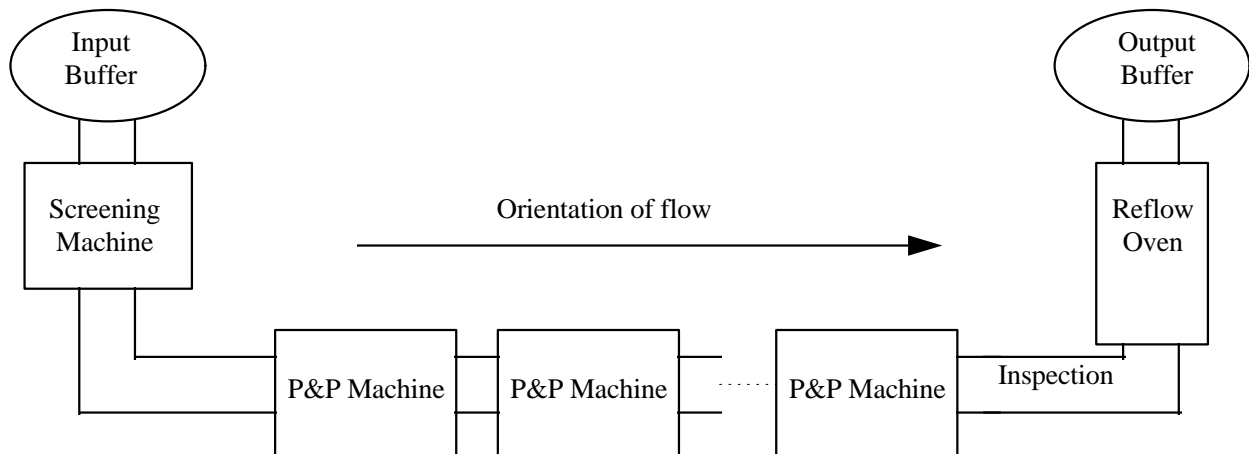 Input
Buffer
Output
Buffer
Screening
Machine
Orientation of flow
Reflow
Oven
P&P Machine
P&P Machine
P&P Machine
Inspection